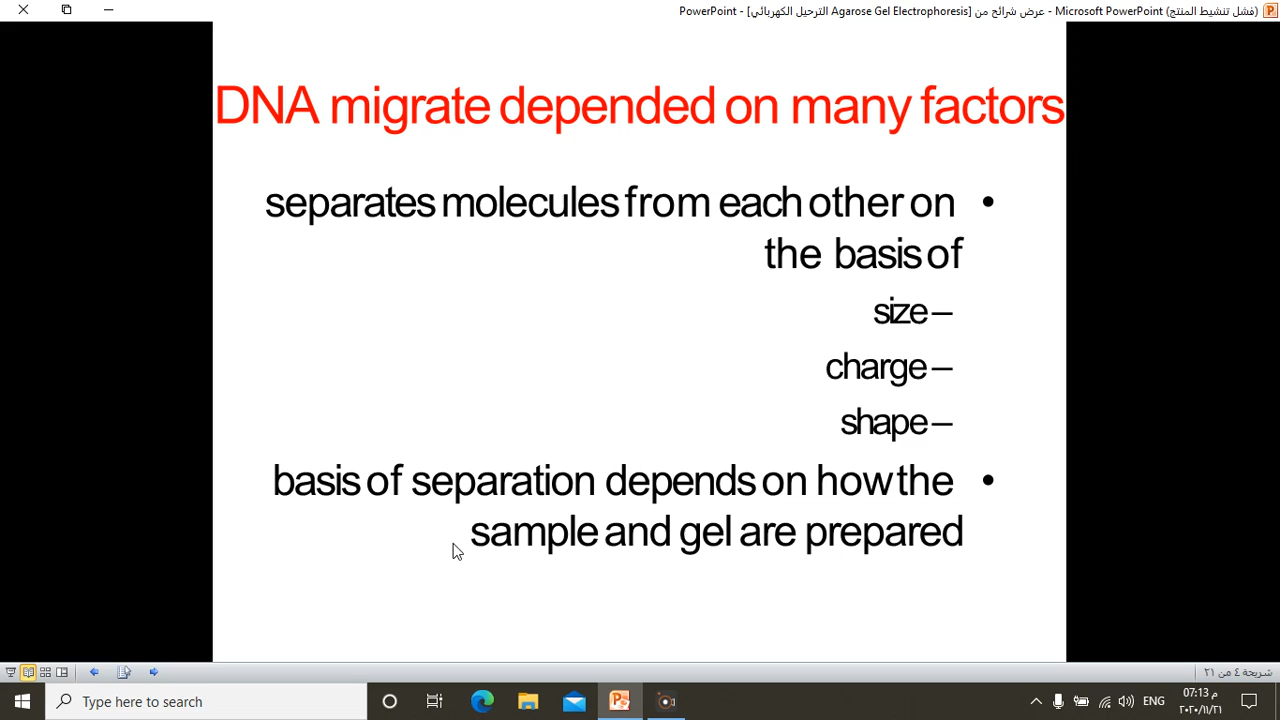 (فشل تنشيط المنتج) Microsoft PowerPoint - عرض شرائح من [Agarose Gel Electrophoresis الترحيل الكهربائي] - PowerPoint
DNA migrate depended on many factors
• separates molecules from each other on
the basis of
– size
– charge
– shape
• basis of separation depends on how the
sample and gel are prepared
شريحة ٤ من ٢١
Type here to search
ENG
07:13 م
٢٠٢٠/١١/٢١